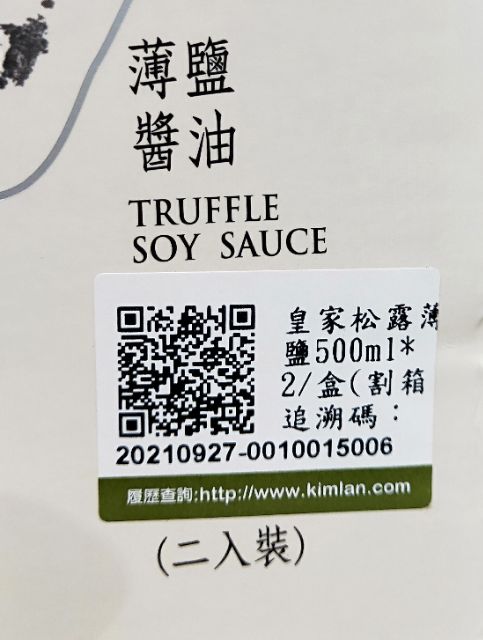 薄鹽
醬油
TRUFFLE
SOY SAUCE
皇家松露薄
鹽500ml*
2/盒(割箱
追溯碼：
20210927-0010015006
履歷查詢:http://www.kimlan.com
(二入裝)